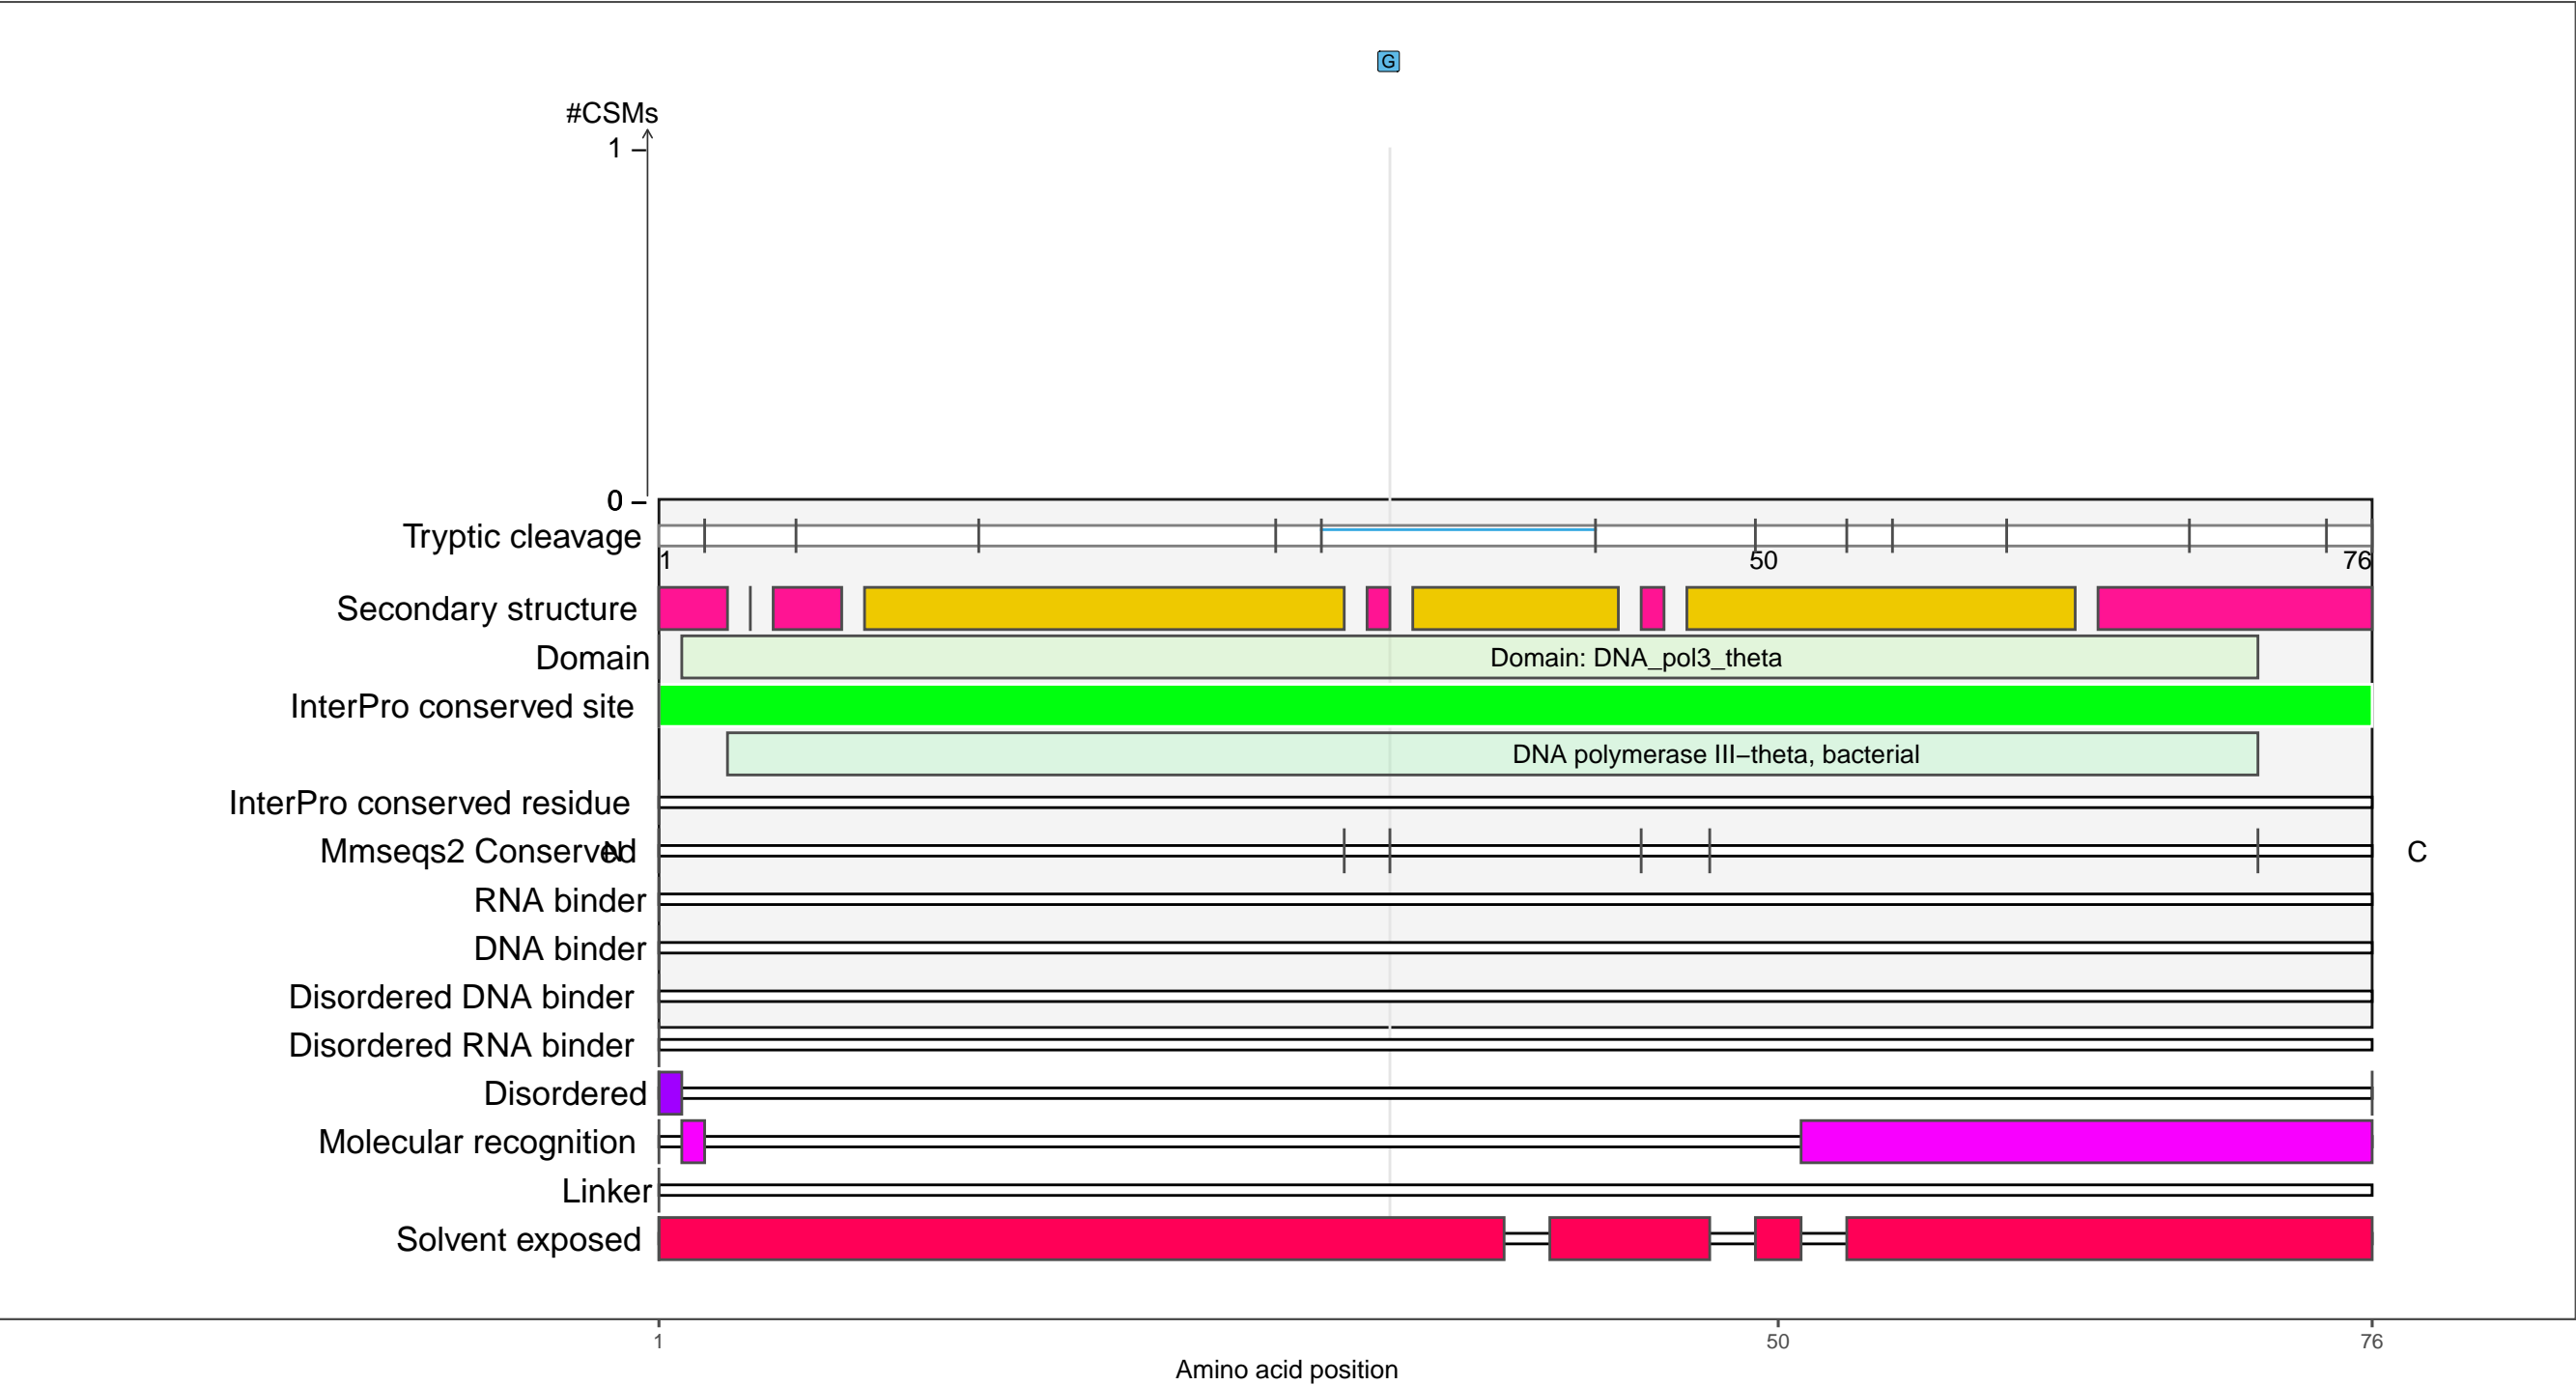 G
#CSMs
1
0
Tryptic cleavage
1 50 76
Secondary structure
Domain
Domain: DNA_pol3_theta
InterPro conserved site
DNA polymerase III–theta, bacterial
InterPro conserved residue
Mmseqs2 Conserved
N
C
RNA binder
DNA binder
Disordered DNA binder
Disordered RNA binder
Disordered
Molecular recognition
Linker
Solvent exposed
1 50 76
Amino acid position